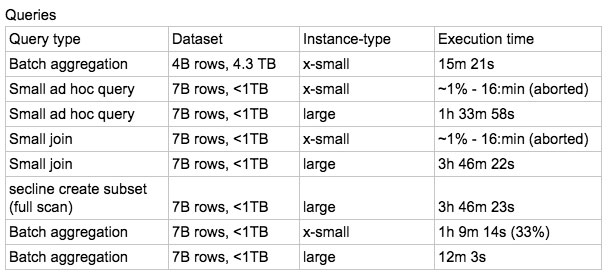 Queries
Query type Dataset Instance-type Execution time
Batch aggregation 4B rows, 4.3 TB x-small 15m 21s
Small ad hoc query 7B rows, <1TB x-small ~1% - 16:min (aborted)
Small ad hoc query 7B rows, <1TB large 1h 33m 58s
Small join 7B rows, <1TB x-small ~1% - 16:min (aborted)
Small join 7B rows, <1TB large 3h 46m 22s
secline create subset
(full scan) 7B rows, <1TB large 3h 46m 23s
Batch aggregation 7B rows, <1TB x-small 1h 9m 14s (33%)
Batch aggregation 7B rows, <1TB large 12m 3s